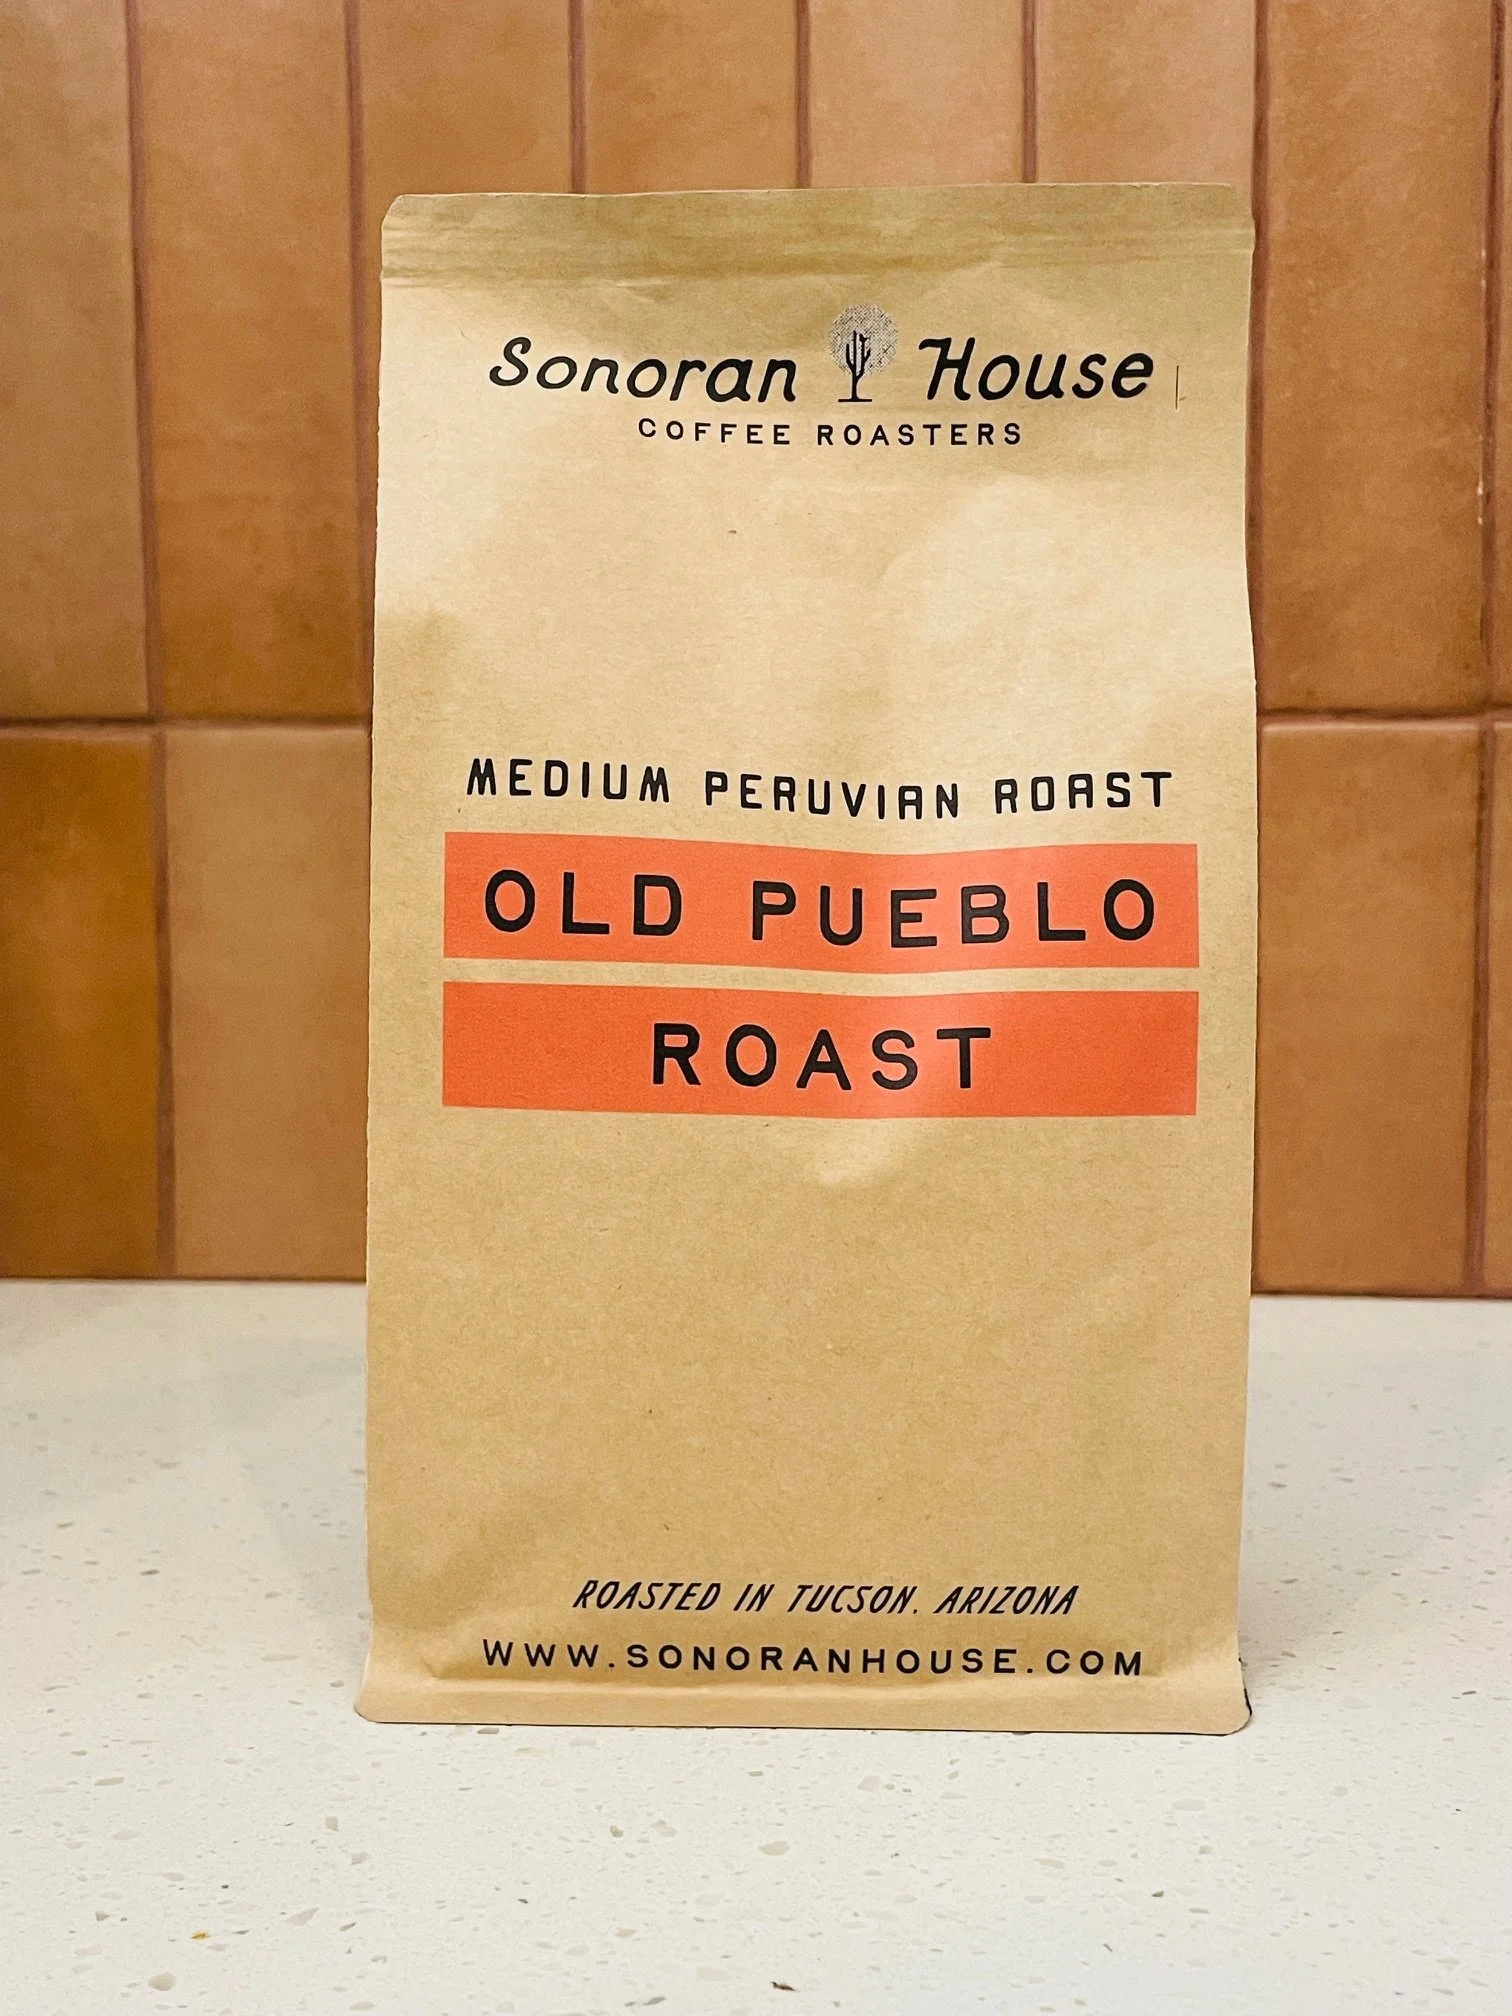 Sonoran House
COFFEE ROASTERS
MEDIUM PERUVIAN ROAST
OLD PUEBLO
ROAST
ROASTED IN TUCSON, ARIZONA
WWW.SONORANHOUSE.COM